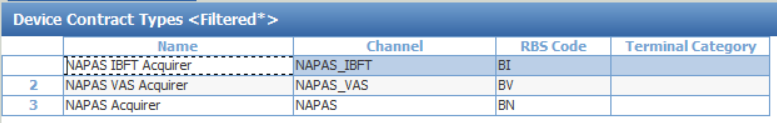 Device Contract Types <Filtered*>
Name Channel RBS Code Terminal Category
NAPAS IBFT Acquirer NAPAS_IBFT BI
2 NAPAS VAS Acquirer NAPAS_VAS BV
3 NAPAS Acquirer NAPAS BN